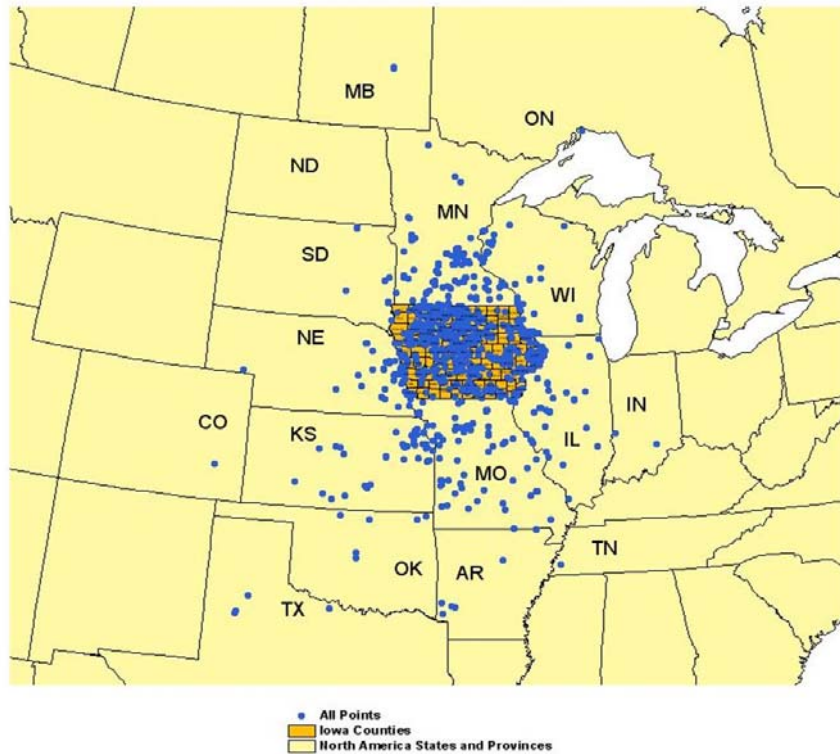 MB
ON
ND
MN
SD
WI
NE
IN
CO
KS
IL
MO
TN
OK
AR
TX
All Points
Iowa Counties
North America States and Provinces